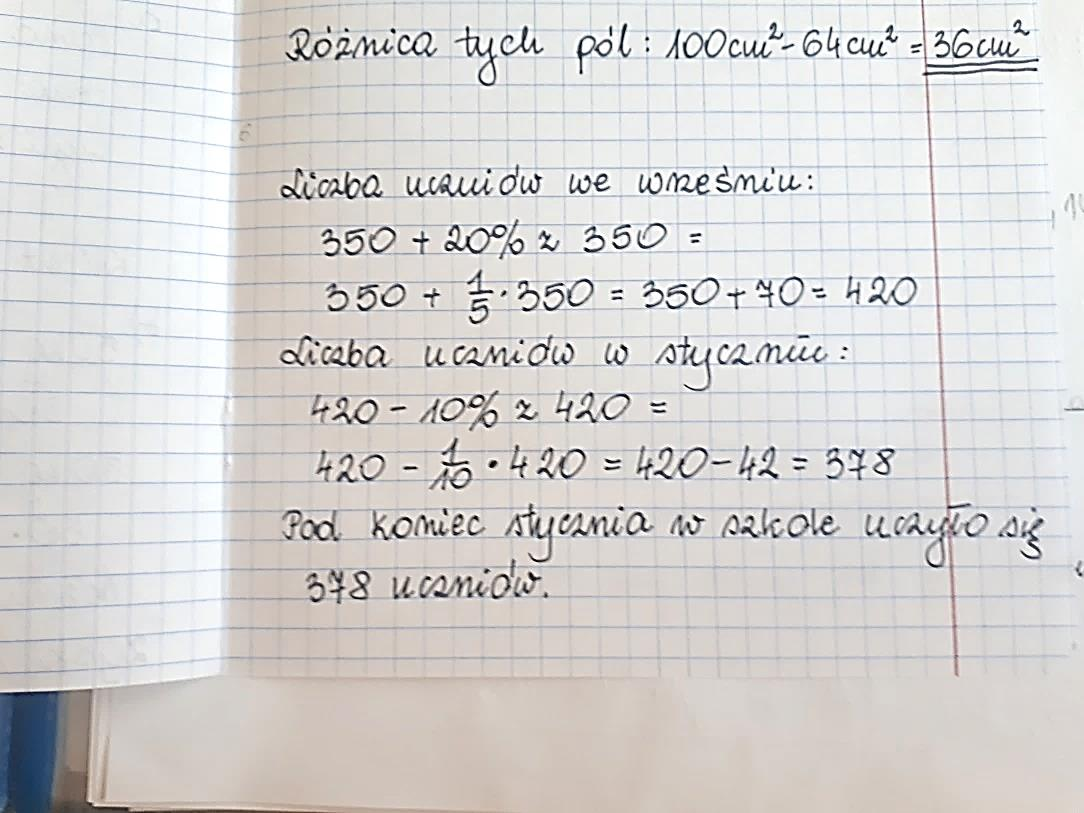 Różnica tych pól: 100cm² - 64cm² = 36cm²
Liczba uczniów we wrześniu:
350 + 20% z 350 =
350 + 1/5 · 350 = 350 + 70 = 420
Liczba uczniów w styczniu:
420 - 10% z 420 =
420 - 1/10 · 420 = 420 - 42 = 378
Pod koniec stycznia w szkole uczyło się
378 uczniów.